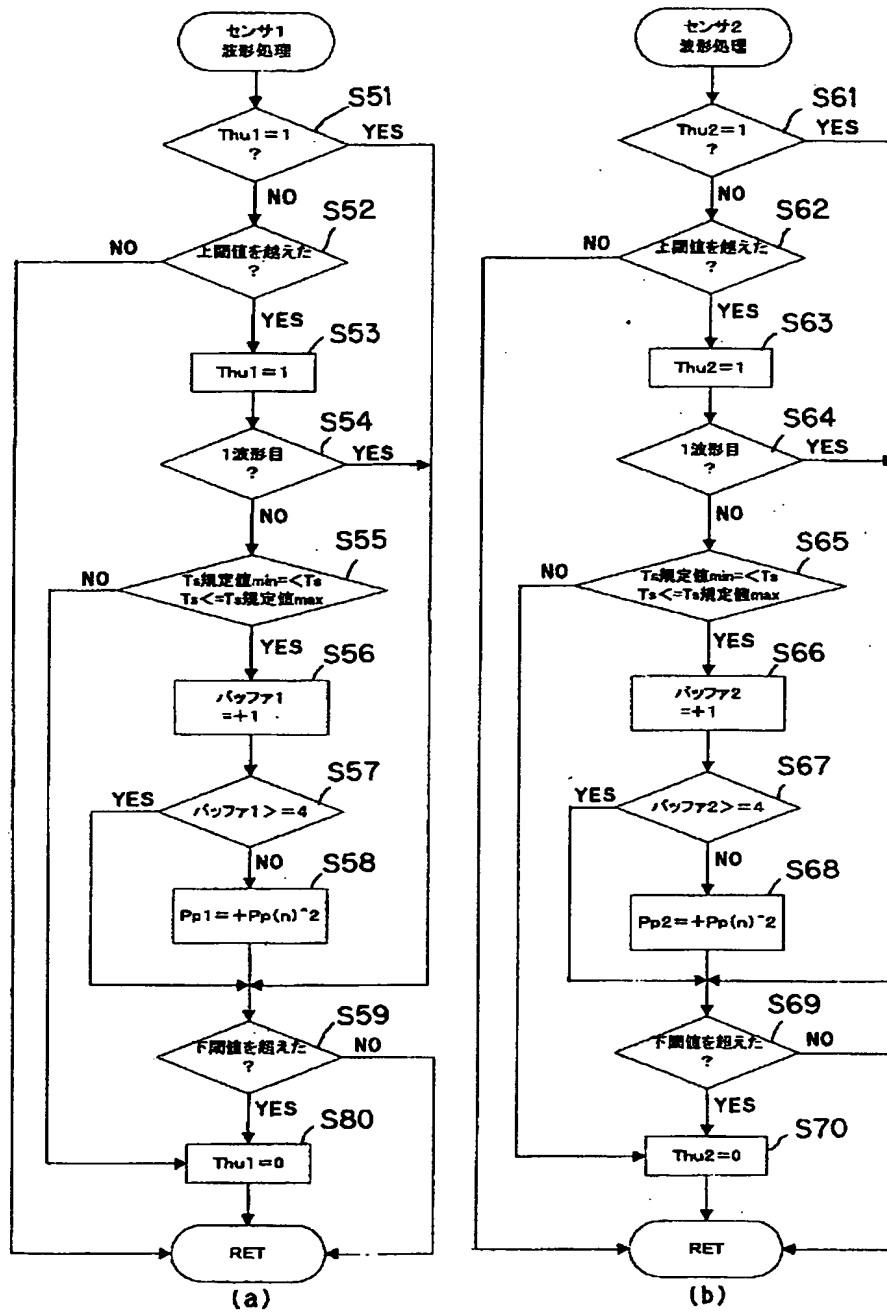 センサ1
波形処理
S51
Thu1=1
?
YES
NO
S52
上閾値を越えた
?
NO
YES
S53
Thu1=1
S54
1波形目
?
YES
NO
S55
Ts規定値min=<Ts
Ts<=Ts規定値max
NO
YES
S56
バッファ1
=+1
S57
バッファ1>=4
YES
NO
S58
Pp1=+Pp(n)^2
S59
下閾値を超えた
?
NO
YES
S80
Thu1=0
RET
(a)
センサ2
波形処理
S61
Thu2=1
?
YES
NO
S62
上閾値を越えた
?
NO
YES
S63
Thu2=1
S64
1波形目
?
YES
NO
S65
Ts規定値min=<Ts
Ts<=Ts規定値max
NO
YES
S66
バッファ2
=+1
S67
バッファ2>=4
YES
NO
S68
Pp2=+Pp(n)^2
S69
下閾値を超えた
?
NO
YES
S70
Thu2=0
RET
(b)